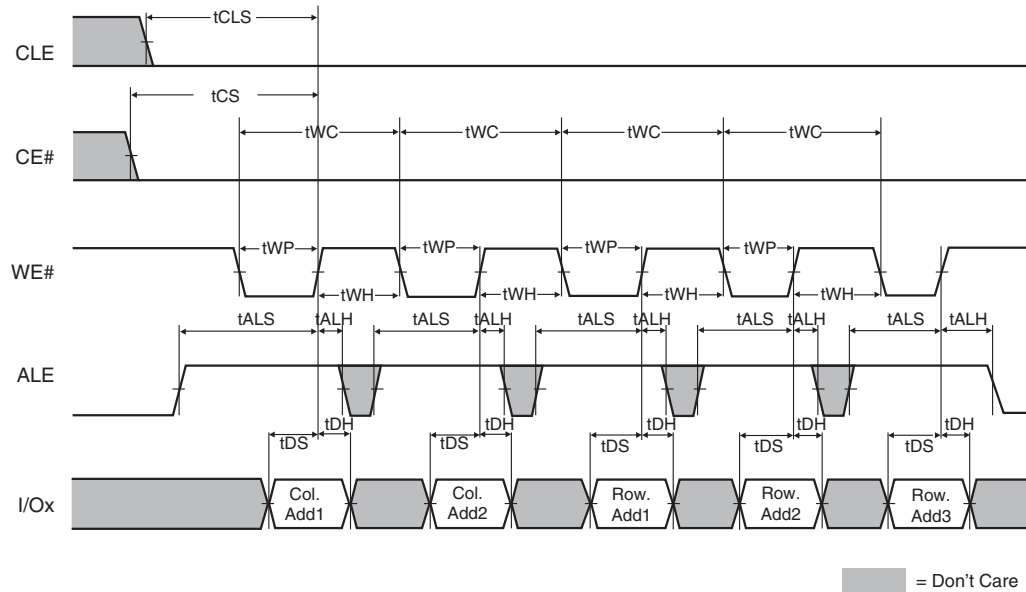 tCLS
CLE
tCS
tWC tWC tWC tWC
CE#
tWP tWP tWP tWP
WE#
tWH tWH tWH tWH
tALS tALH tALS tALH tALS tALH tALS tALH tALS tALH
ALE
tDS tDH tDS tDH tDS tDH tDS tDH tDS tDH
I/Ox
Col. Col. Row. Row. Row.
Add1 Add2 Add1 Add2 Add3
= Don't Care